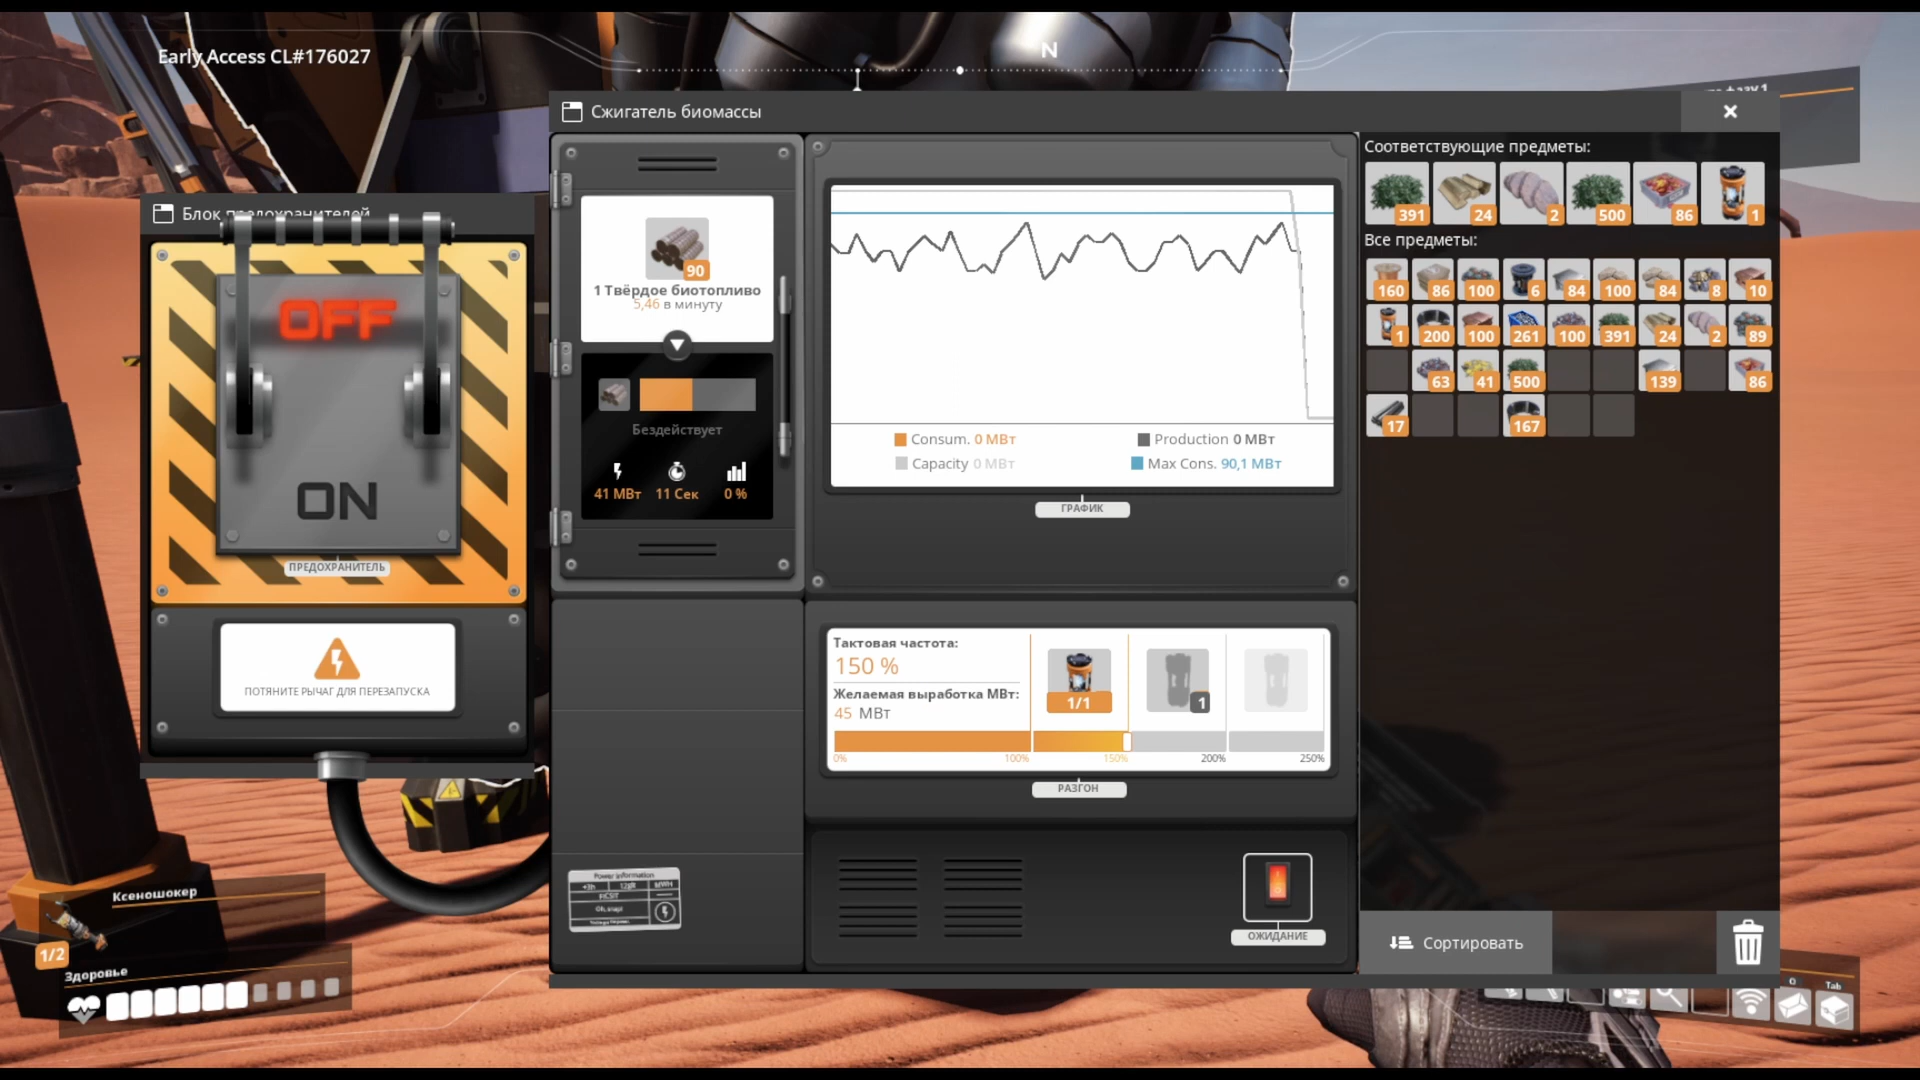 Early Access CL#176027
N
Сжигатель биомассы
Блок предохранителей
OFF
ON
ПРЕДОХРАНИТЕЛЬ
ПОТЯНИТЕ РЫЧАГ ДЛЯ ПЕРЕЗАПУСКА
90
1 Твёрдое биотопливо
5,46 в минуту
Бездействует
41 МВт 11 Сек 0 %
Consum. 0 МВт Production 0 МВт
Capacity 0 МВт Max Cons. 90,1 МВт
ГРАФИК
Тактовая частота:
150 %
Желаемая выработка МВт:
45 МВт
1/1
1
0% 100% 150% 200% 250%
РАЗГОН
ОЖИДАНИЕ
Power Information
FICSIT
Соответствующие предметы:
391 24 2 500 86 1
Все предметы:
160 86 100 6 84 100 84 8 10
1 200 100 261 100 391 24 2 89
63 41 500 139 86
17 167
Сортировать
Ксеношокер
1/2
Здоровье
O Tab